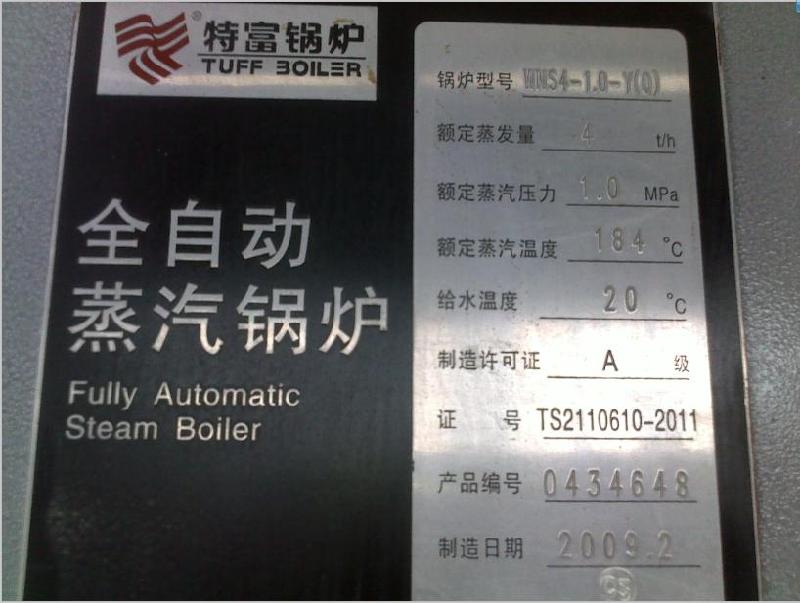 ® 特富锅炉
TUFF BOILER
全自动
蒸汽锅炉
Fully Automatic
Steam Boiler
锅炉型号 WNS4-1.0-Y(Q)
额定蒸发量 4 t/h
额定蒸汽压力 1.0 MPa
额定蒸汽温度 184 °C
给水温度 20 °C
制造许可证 A 级
证 号 TS2110610-2011
产品编号 0434648
制造日期 2009.2